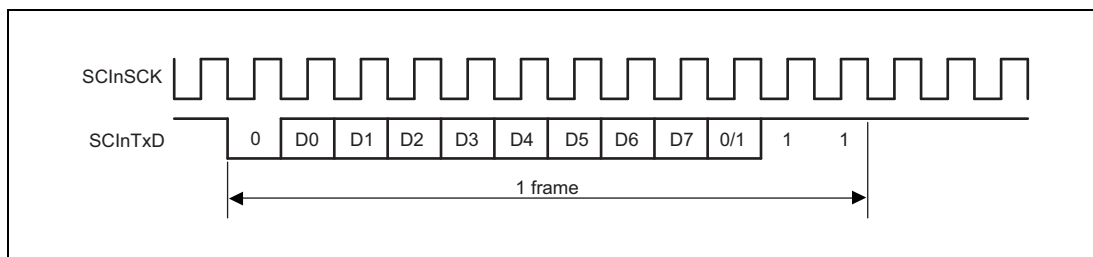 SCInSCK
SCInTxD 0 D0 D1 D2 D3 D4 D5 D6 D7 0/1 1 1
1 frame